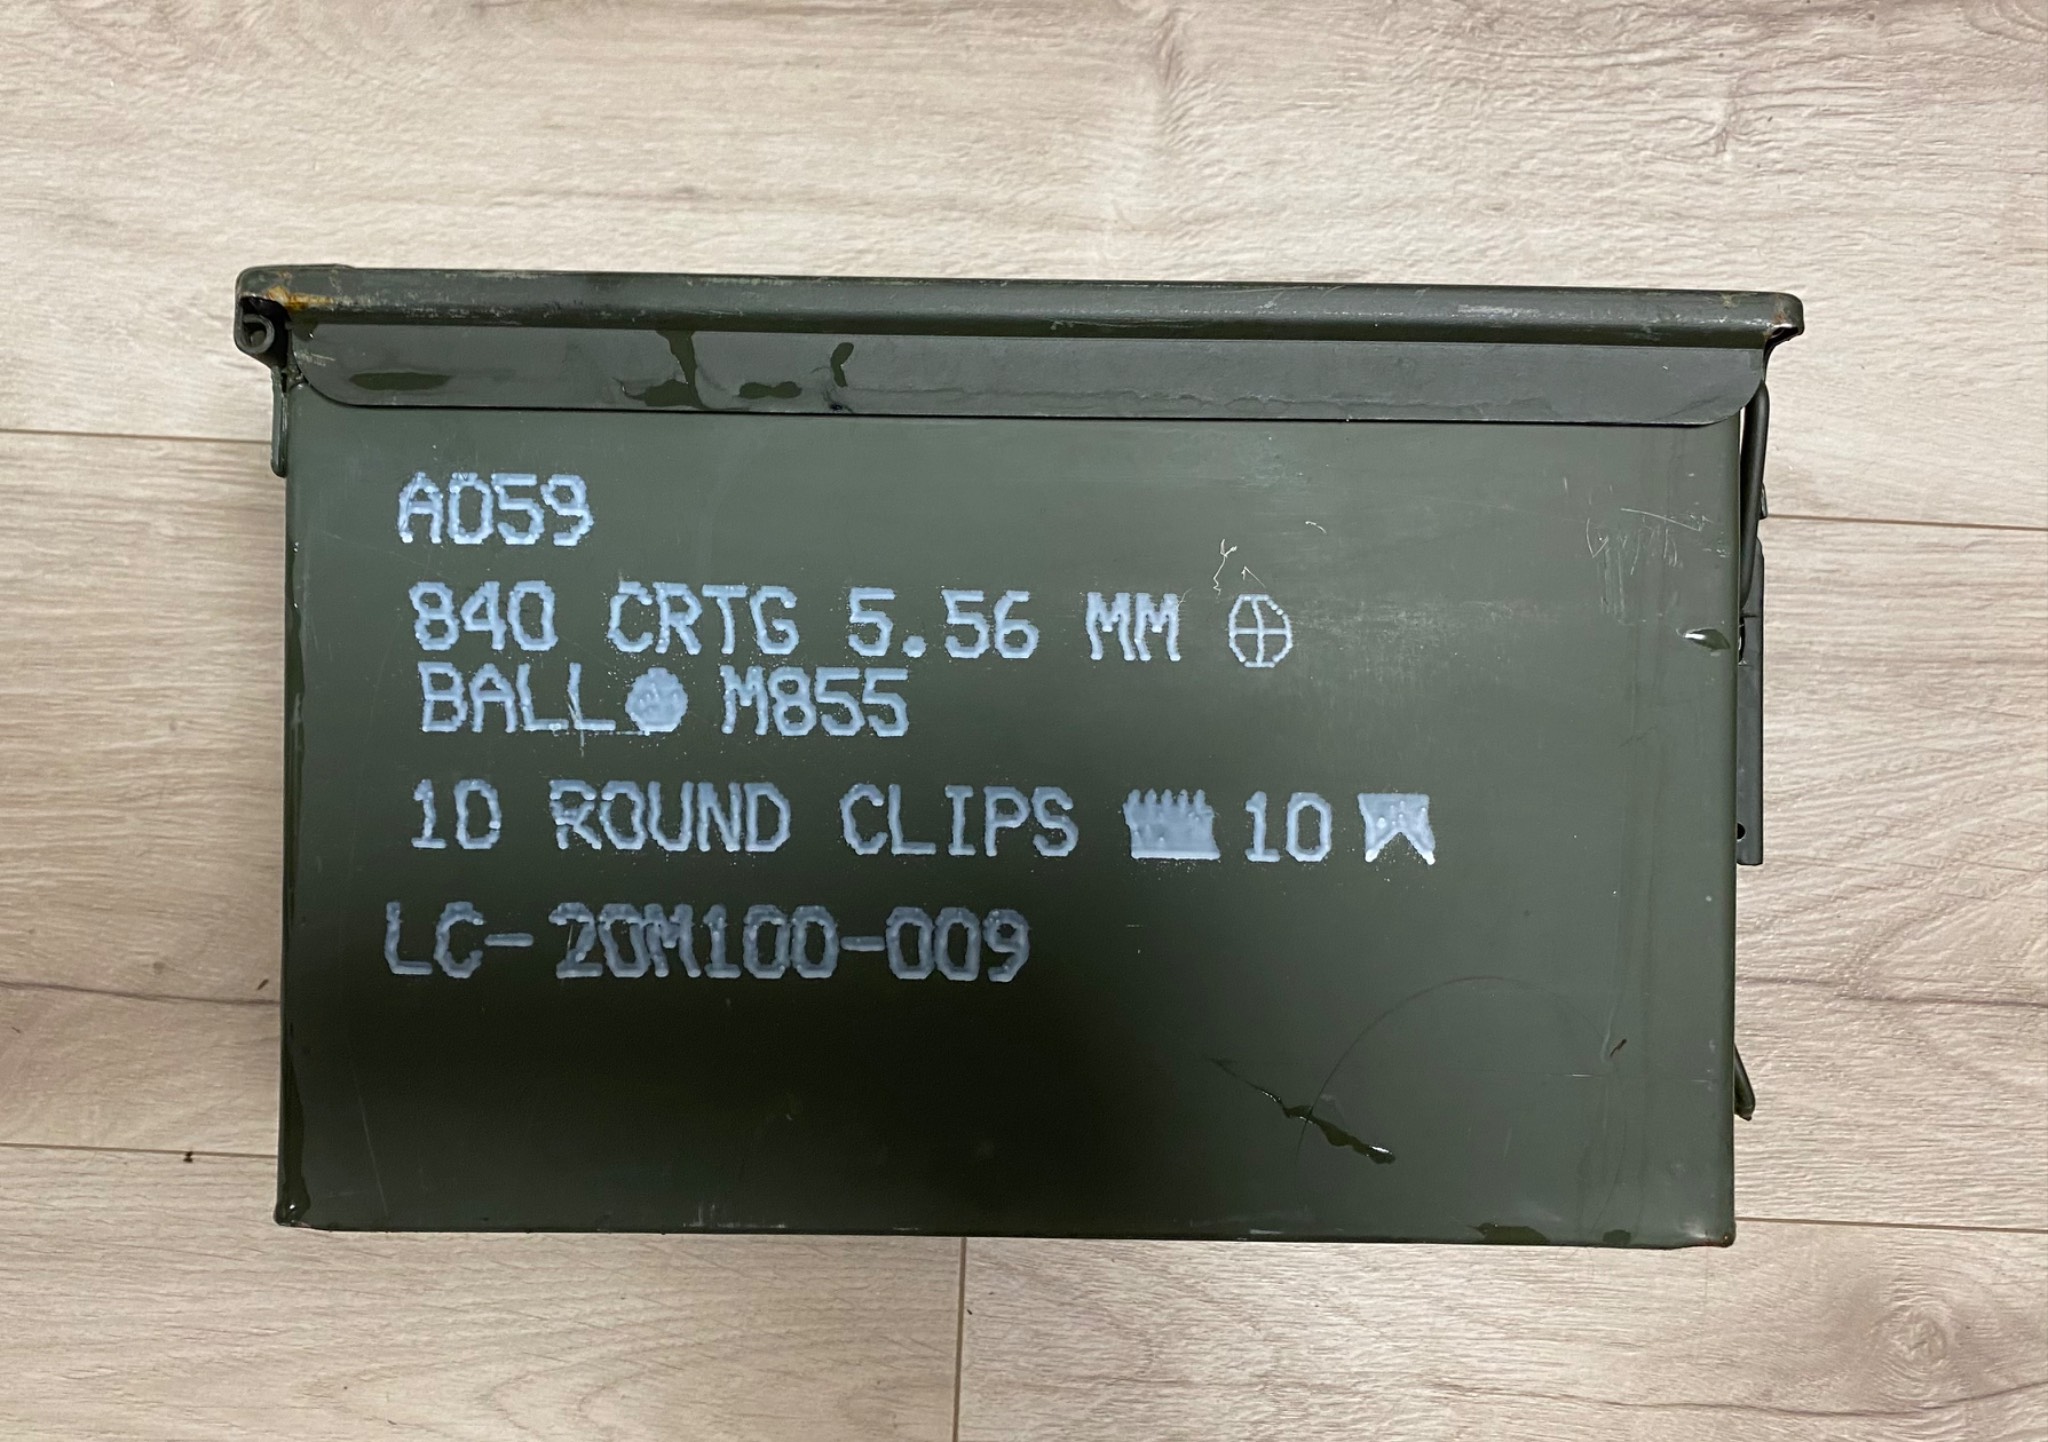 A059
840 CRTG 5.56 MM ⊕
BALL ● M855
10 ROUND CLIPS 10
LC-20M100-009